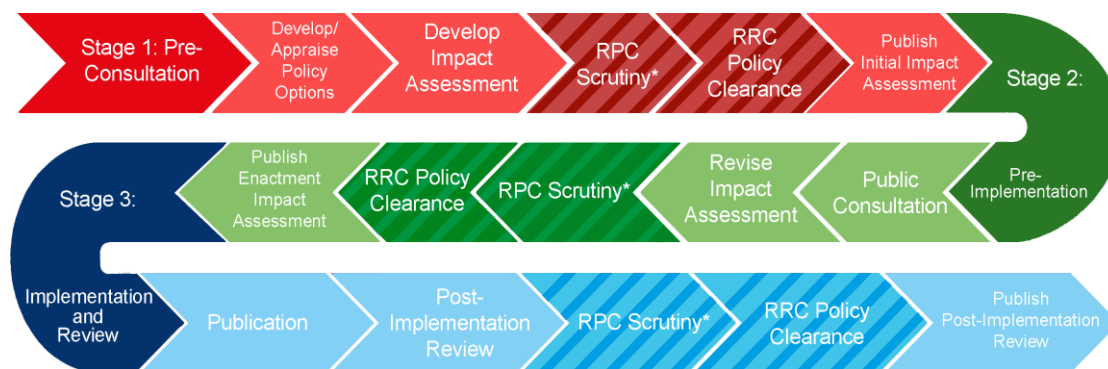 Stage 1: Pre-
Consultation
Develop/
Appraise
Policy
Options
Develop
Impact
Assessment
RPC
Scrutiny*
RRC
Policy
Clearance
Publish
Initial Impact
Assessment
Stage 2:
Pre-
Implementation
Public
Consultation
Revise
Impact
Assessment
RPC Scrutiny*
RRC Policy
Clearance
Publish
Enactment
Impact
Assessment
Stage 3:
Implementation
and
Review
Publication
Post-
Implementation
Review
RPC Scrutiny*
RRC Policy
Clearance
Publish
Post-Implementation
Review